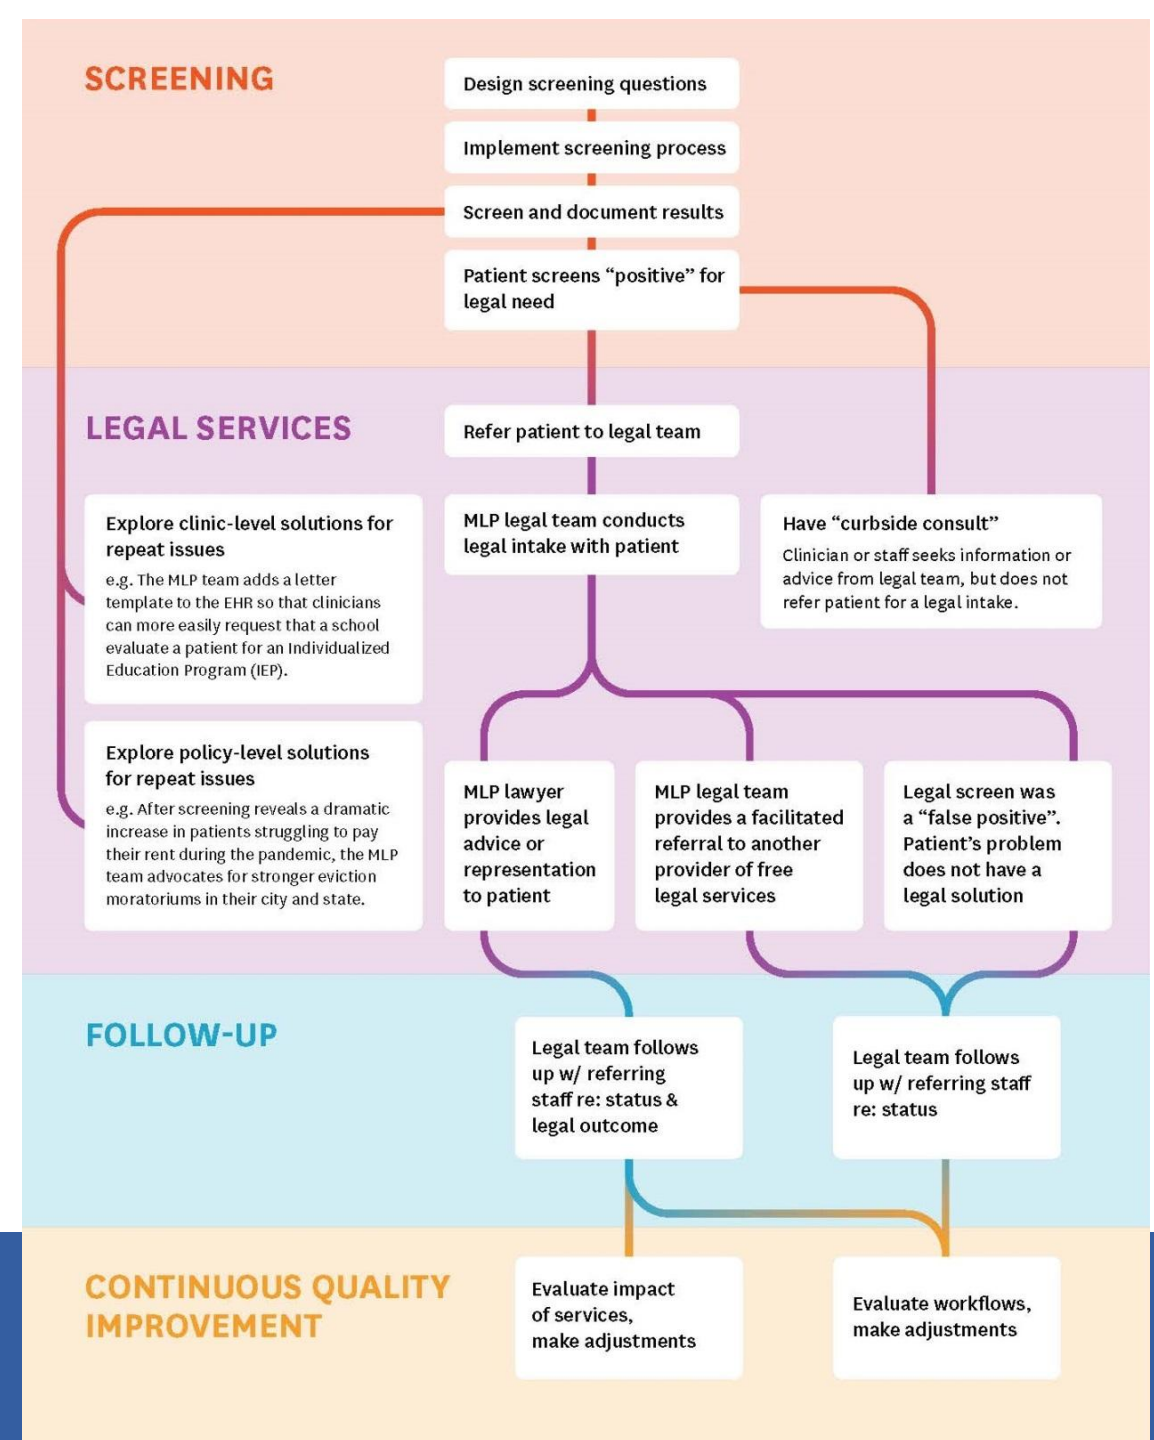 SCREENING
Design screening questions
Implement screening process
Screen and document results
Patient screens “positive” for
legal need
LEGAL SERVICES
Refer patient to legal team
Explore clinic-level solutions for
repeat issues
e.g. The MLP team adds a letter
template to the EHR so that clinicians
can more easily request that a school
evaluate a patient for an Individualized
Education Program (IEP).
MLP legal team conducts
legal intake with patient
Have “curbside consult”
Clinician or staff seeks information or
advice from legal team, but does not
refer patient for a legal intake.
Explore policy-level solutions
for repeat issues
e.g. After screening reveals a dramatic
increase in patients struggling to pay
their rent during the pandemic, the MLP
team advocates for stronger eviction
moratoriums in their city and state.
MLP lawyer
provides legal
advice or
representation
to patient
MLP legal team
provides a facilitated
referral to another
provider of free
legal services
Legal screen was
a “false positive”.
Patient’s problem
does not have a
legal solution
FOLLOW-UP
Legal team follows
up w/ referring
staff re: status &
legal outcome
Legal team follows
up w/ referring staff
re: status
CONTINUOUS QUALITY
IMPROVEMENT
Evaluate impact
of services,
make adjustments
Evaluate workflows,
make adjustments